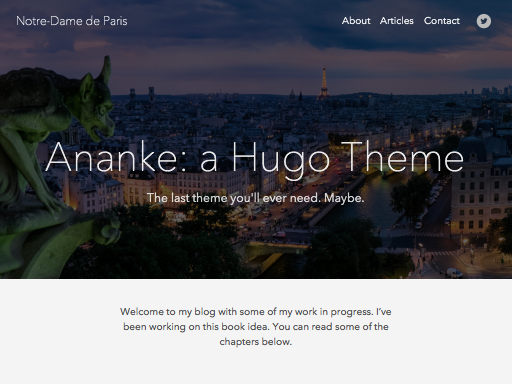 Notre-Dame de Paris
About Articles Contact
Ananke: a Hugo Theme
The last theme you'll ever need. Maybe.
Welcome to my blog with some of my work in progress. I've
been working on this book idea. You can read some of the
chapters below.